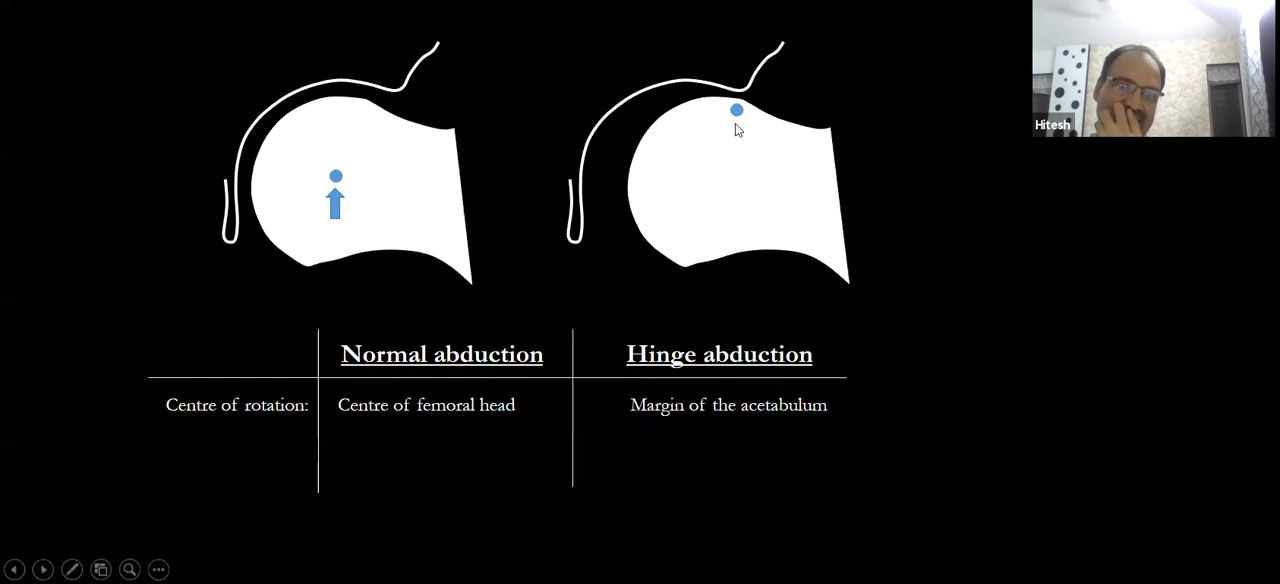 Hitesh
Normal abduction Hinge abduction
Centre of rotation: Centre of femoral head Margin of the acetabulum